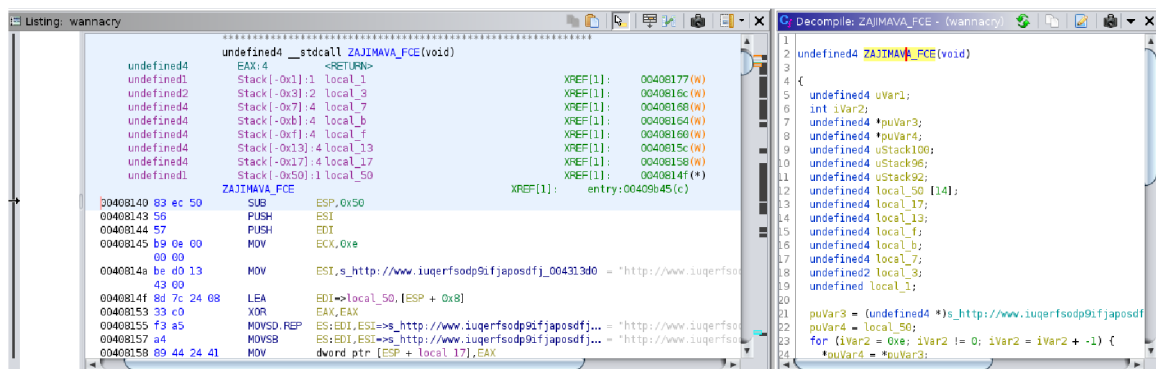 Listing: wannacry
************************************************************
undefined4 __stdcall ZAJIMAVA_FCE(void)
undefined4 EAX:4 <RETURN>
undefined1 Stack[-0x1]:1 local_1 XREF[1]: 00408177(W)
undefined2 Stack[-0x3]:2 local_3 XREF[1]: 0040816c(W)
undefined4 Stack[-0x7]:4 local_7 XREF[1]: 00408168(W)
undefined4 Stack[-0xb]:4 local_b XREF[1]: 00408164(W)
undefined4 Stack[-0xf]:4 local_f XREF[1]: 00408160(W)
undefined4 Stack[-0x13]:4 local_13 XREF[1]: 0040815c(W)
undefined4 Stack[-0x17]:4 local_17 XREF[1]: 00408158(W)
undefined1 Stack[-0x50]:1 local_50 XREF[1]: 0040814f(*)
ZAJIMAVA_FCE XREF[1]: entry:00409b45(c)
00408140 83 ec 50 SUB ESP,0x50
00408143 56 PUSH ESI
00408144 57 PUSH EDI
00408145 b9 0e 00 MOV ECX,0xe
00 00
0040814a be d0 13 MOV ESI,s_http://www.iuqerfsodp9ifjaposdfj_004313d0 = "http://www.iuqerfsod
43 00
0040814f 8d 7c 24 08 LEA EDI=>local_50,[ESP + 0x8]
00408153 33 c0 XOR EAX,EAX
00408155 f3 a5 MOVSD.REP ES:EDI,ESI=>s_http://www.iuqerfsodp9ifjaposdfj... = "http://www.iuqerfsod
00408157 a4 MOVSB ES:EDI,ESI=>s_http://www.iuqerfsodp9ifjaposdfj... = "http://www.iuqerfsod
00408158 89 44 24 41 MOV dword ptr [ESP + local_17],EAX
Decompile: ZAJIMAVA_FCE - (wannacry)
1
2 undefined4 ZAJIMAVA_FCE(void)
3
4 {
5 undefined4 uVar1;
6 int iVar2;
7 undefined4 *puVar3;
8 undefined4 *puVar4;
9 undefined4 uStack100;
10 undefined4 uStack96;
11 undefined4 uStack92;
12 undefined4 local_50 [14];
13 undefined4 local_17;
14 undefined4 local_13;
15 undefined4 local_f;
16 undefined4 local_b;
17 undefined4 local_7;
18 undefined2 local_3;
19 undefined local_1;
20
21 puVar3 = (undefined4 *)s_http://www.iuqerfsodp9ifjaposdf
22 puVar4 = local_50;
23 for (iVar2 = 0xe; iVar2 != 0; iVar2 = iVar2 + -1) {
24 *puVar4 = *puVar3;